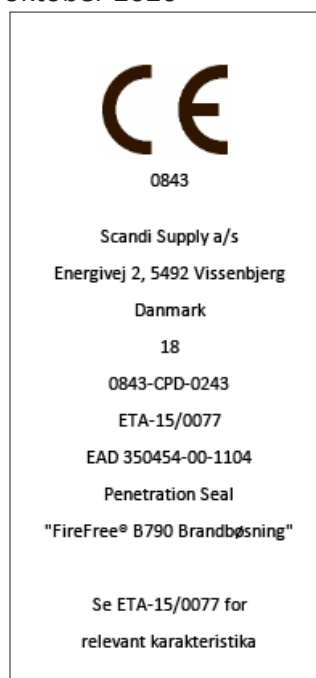 CE
0843
Scandi Supply a/s
Energivej 2, 5492 Vissenbjerg
Danmark
18
0843-CPD-0243
ETA-15/0077
EAD 350454-00-1104
Penetration Seal
"FireFree® B790 Brandbøsning"
Se ETA-15/0077 for
relevant karakteristika